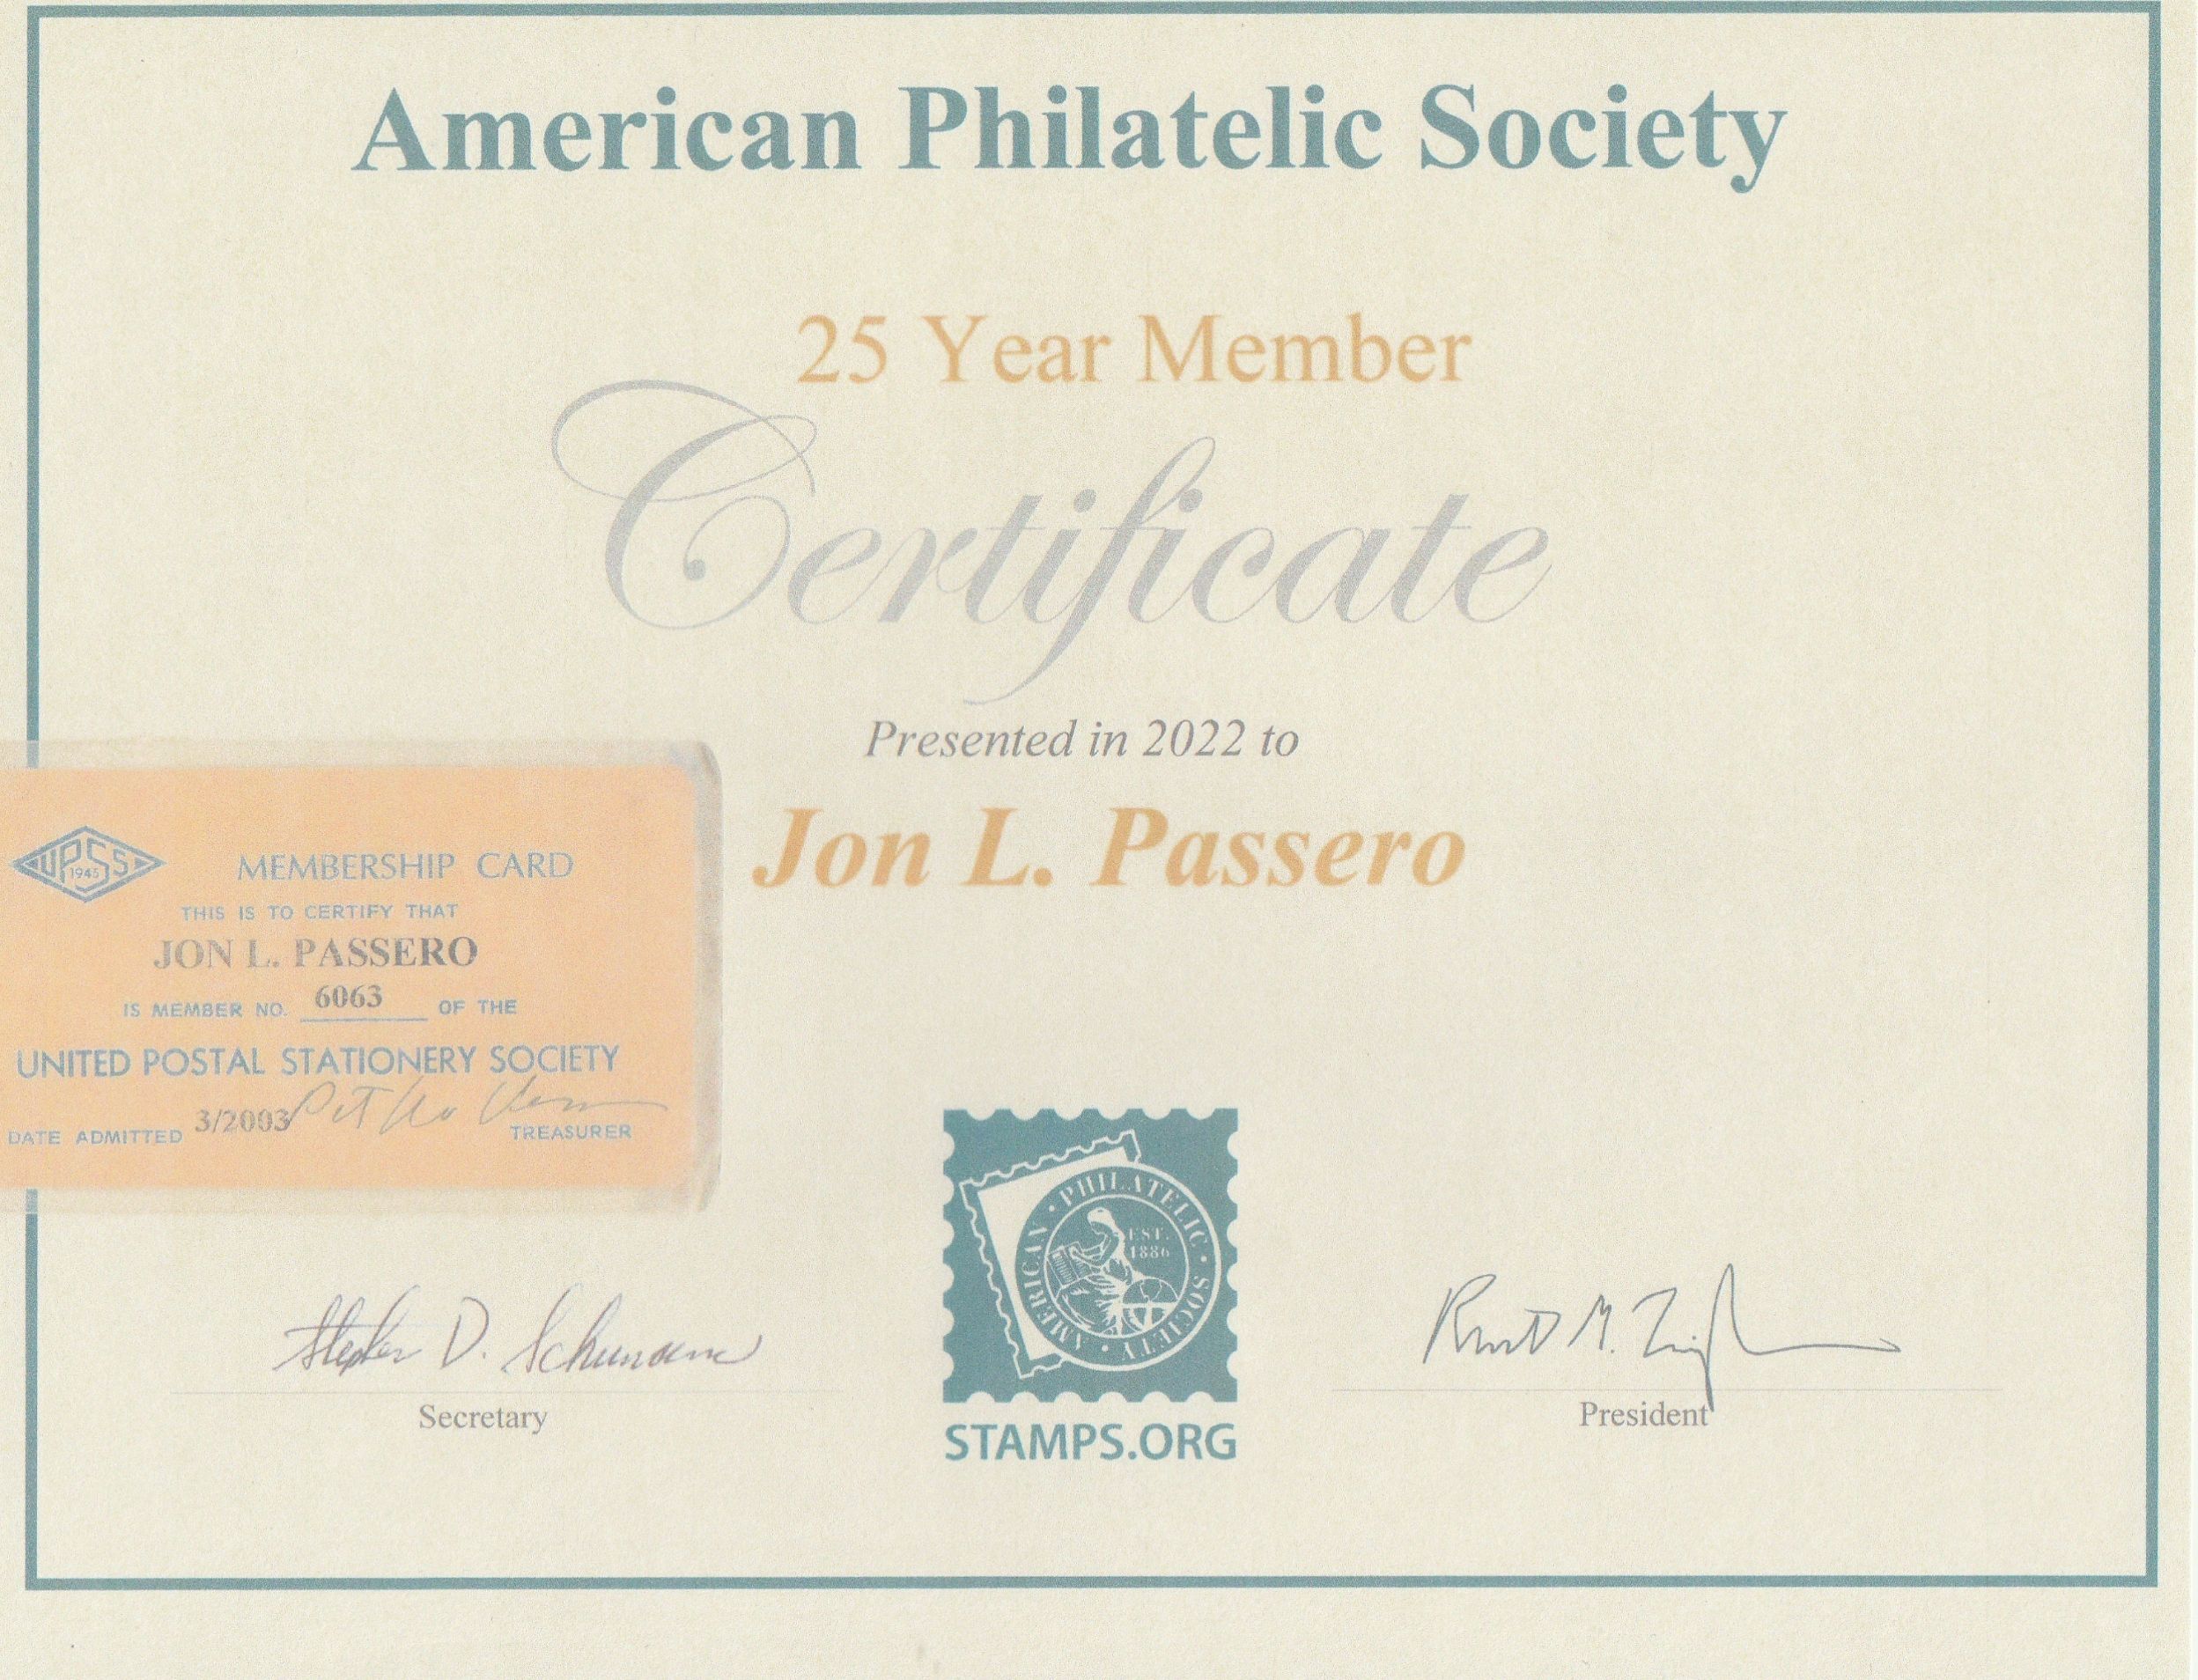 American Philatelic Society
25 Year Member
Certificate
Presented in 2022 to
Jon L. Passero
UPSS
1945
MEMBERSHIP CARD
THIS IS TO CERTIFY THAT
JON L. PASSERO
IS MEMBER NO. 6063 OF THE
UNITED POSTAL STATIONERY SOCIETY
DATE ADMITTED 3/2003
TREASURER
Stephen D. Schumann
Secretary
AMERICAN · PHILATELIC · SOCIETY ·
EST.
1886
STAMPS.ORG
President